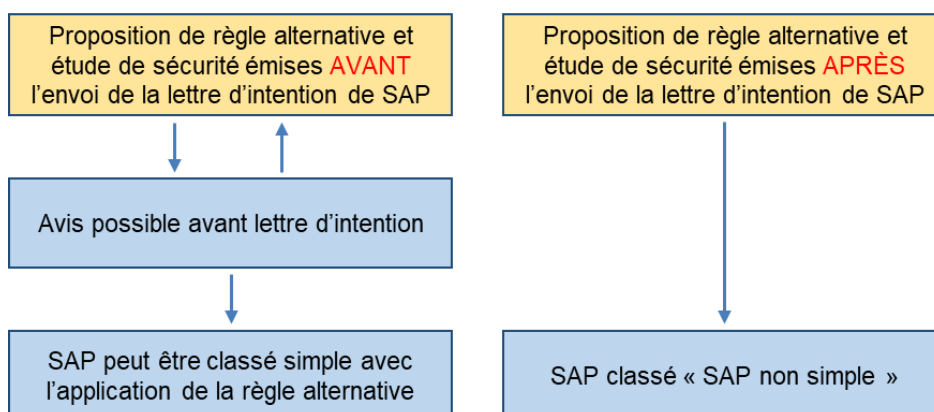 Proposition de règle alternative et
étude de sécurité émises AVANT
l’envoi de la lettre d’intention de SAP
Avis possible avant lettre d’intention
SAP peut être classé simple avec
l’application de la règle alternative
Proposition de règle alternative et
étude de sécurité émises APRÈS
l’envoi de la lettre d’intention de SAP
SAP classé « SAP non simple »